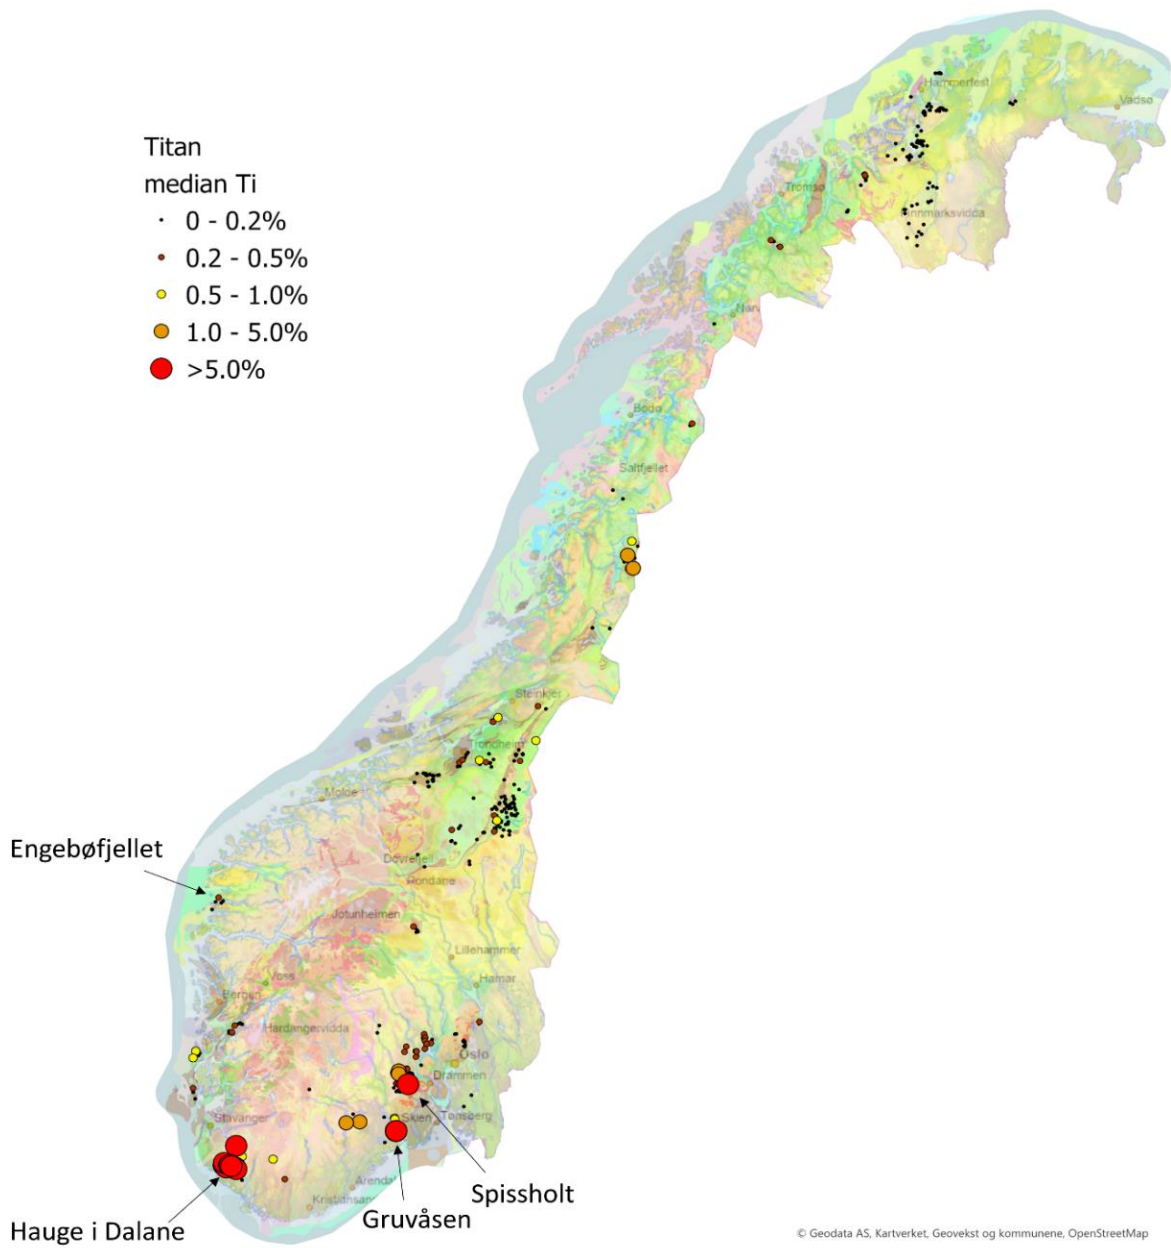 Titan
median Ti
0 - 0.2%
0.2 - 0.5%
0.5 - 1.0%
1.0 - 5.0%
>5.0%
Hammerfest
Vadsø
Tromsø
Finnmarksvidda
Bodø
Saltfjellet
Steinkjer
Trondheim
Molde
Engebøfjellet
Dovrefjell
Rondane
Jotunheimen
Lillehammer
Voss
Hamar
Bergen
Hardangervidda
Oslo
Drammen
Stavanger
Skien
Tønsberg
Arendal
Spissholt
Gruvåsen
Hauge i Dalane
© Geodata AS, Kartverket, Geovekst og kommunene, OpenStreetMap